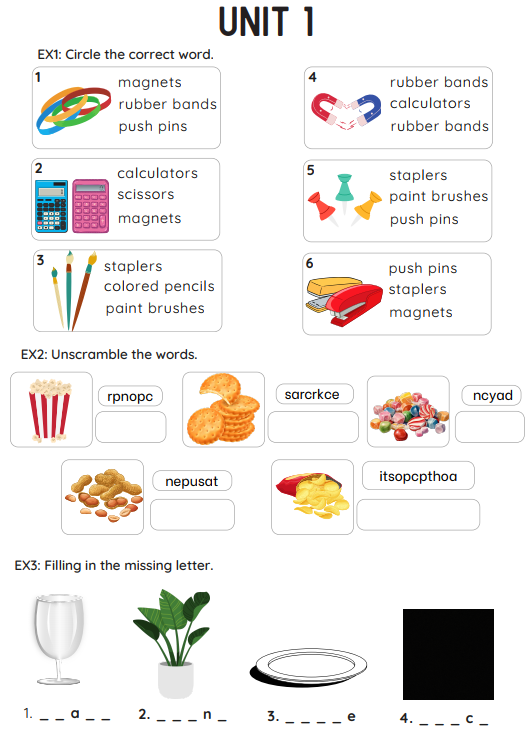 UNIT 1
EX1: Circle the correct word.
1
magnets
rubber bands
push pins
4
rubber bands
calculators
rubber bands
2
calculators
scissors
magnets
5
staplers
paint brushes
push pins
3
staplers
colored pencils
paint brushes
6
push pins
staplers
magnets
EX2: Unscramble the words.
rpnopc
sarcrkce
ncyad
nepusat
itsopcpthoa
EX3: Filling in the missing letter.
1. _ _ a _ _
2. _ _ _ n _
3. _ _ _ _ e
4. _ _ _ c _